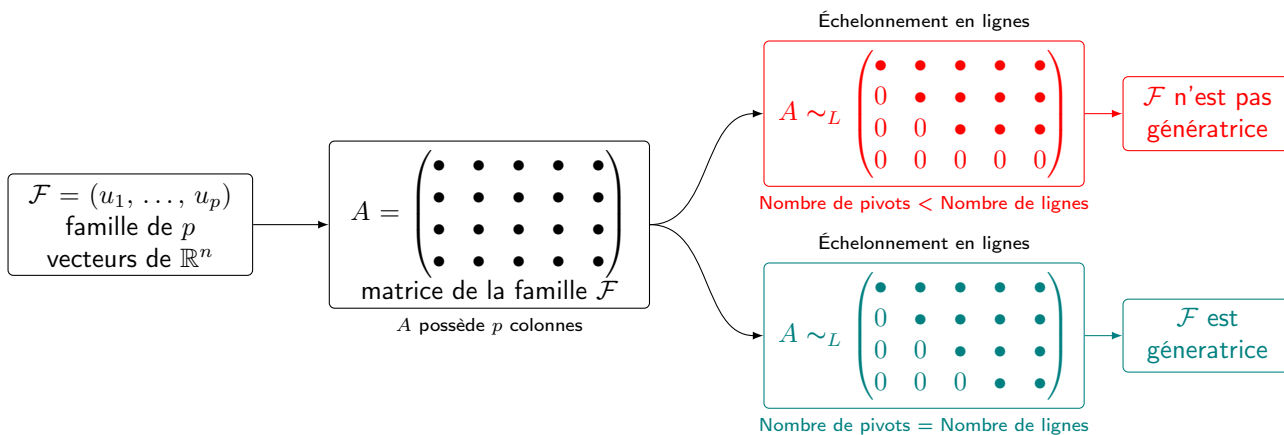 Échelonnement en lignes
𝓕 = (u₁, …, uₚ)
famille de p
vecteurs de ℝⁿ
A = 
• • • • •
• • • • •
• • • • •
• • • • •
matrice de la famille 𝓕
A possède p colonnes
A ∼_L
• • • • •
0 • • • •
0 0 • • •
0 0 0 0 0
Nombre de pivots < Nombre de lignes
𝓕 n'est pas
génératrice
Échelonnement en lignes
A ∼_L
• • • • •
0 • • • •
0 0 • • •
0 0 0 • •
Nombre de pivots = Nombre de lignes
𝓕 est
géneratrice